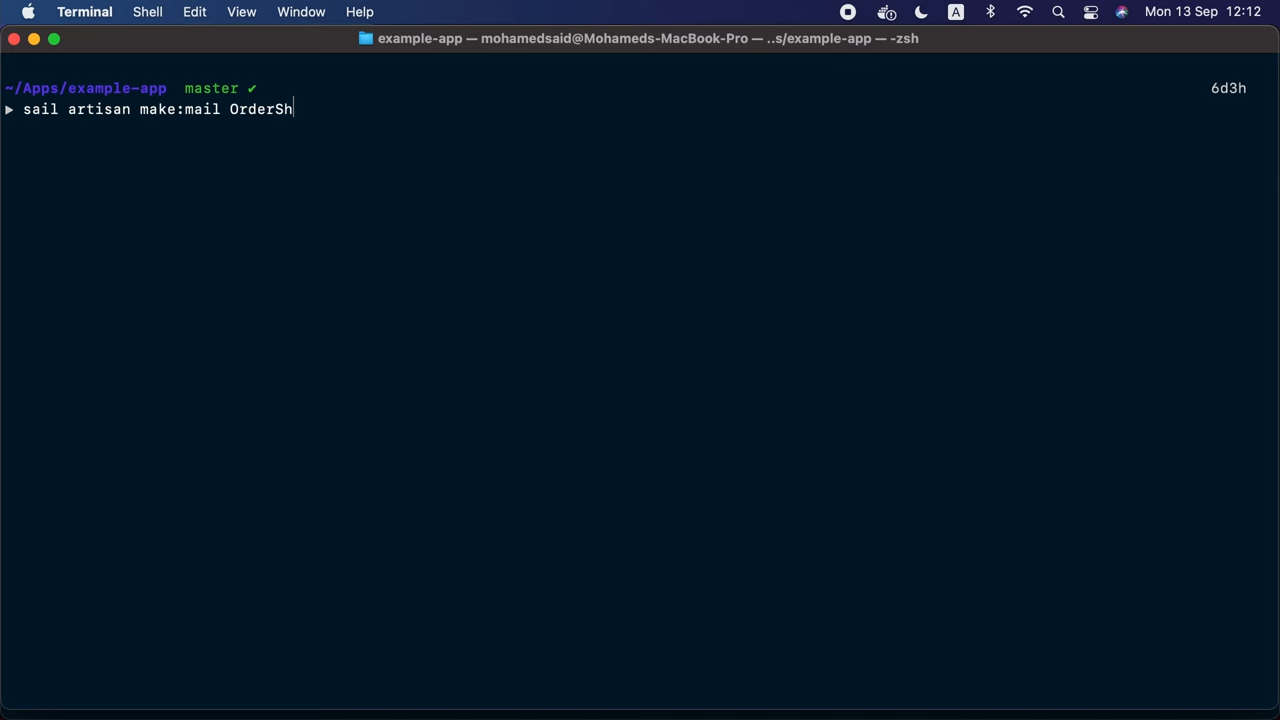 Terminal Shell Edit View Window Help A Mon 13 Sep 12:12
example-app — mohamedsaid@Mohameds-MacBook-Pro — ..s/example-app — -zsh
~/Apps/example-app master ✔ 6d3h
▶ sail artisan make:mail OrderSh